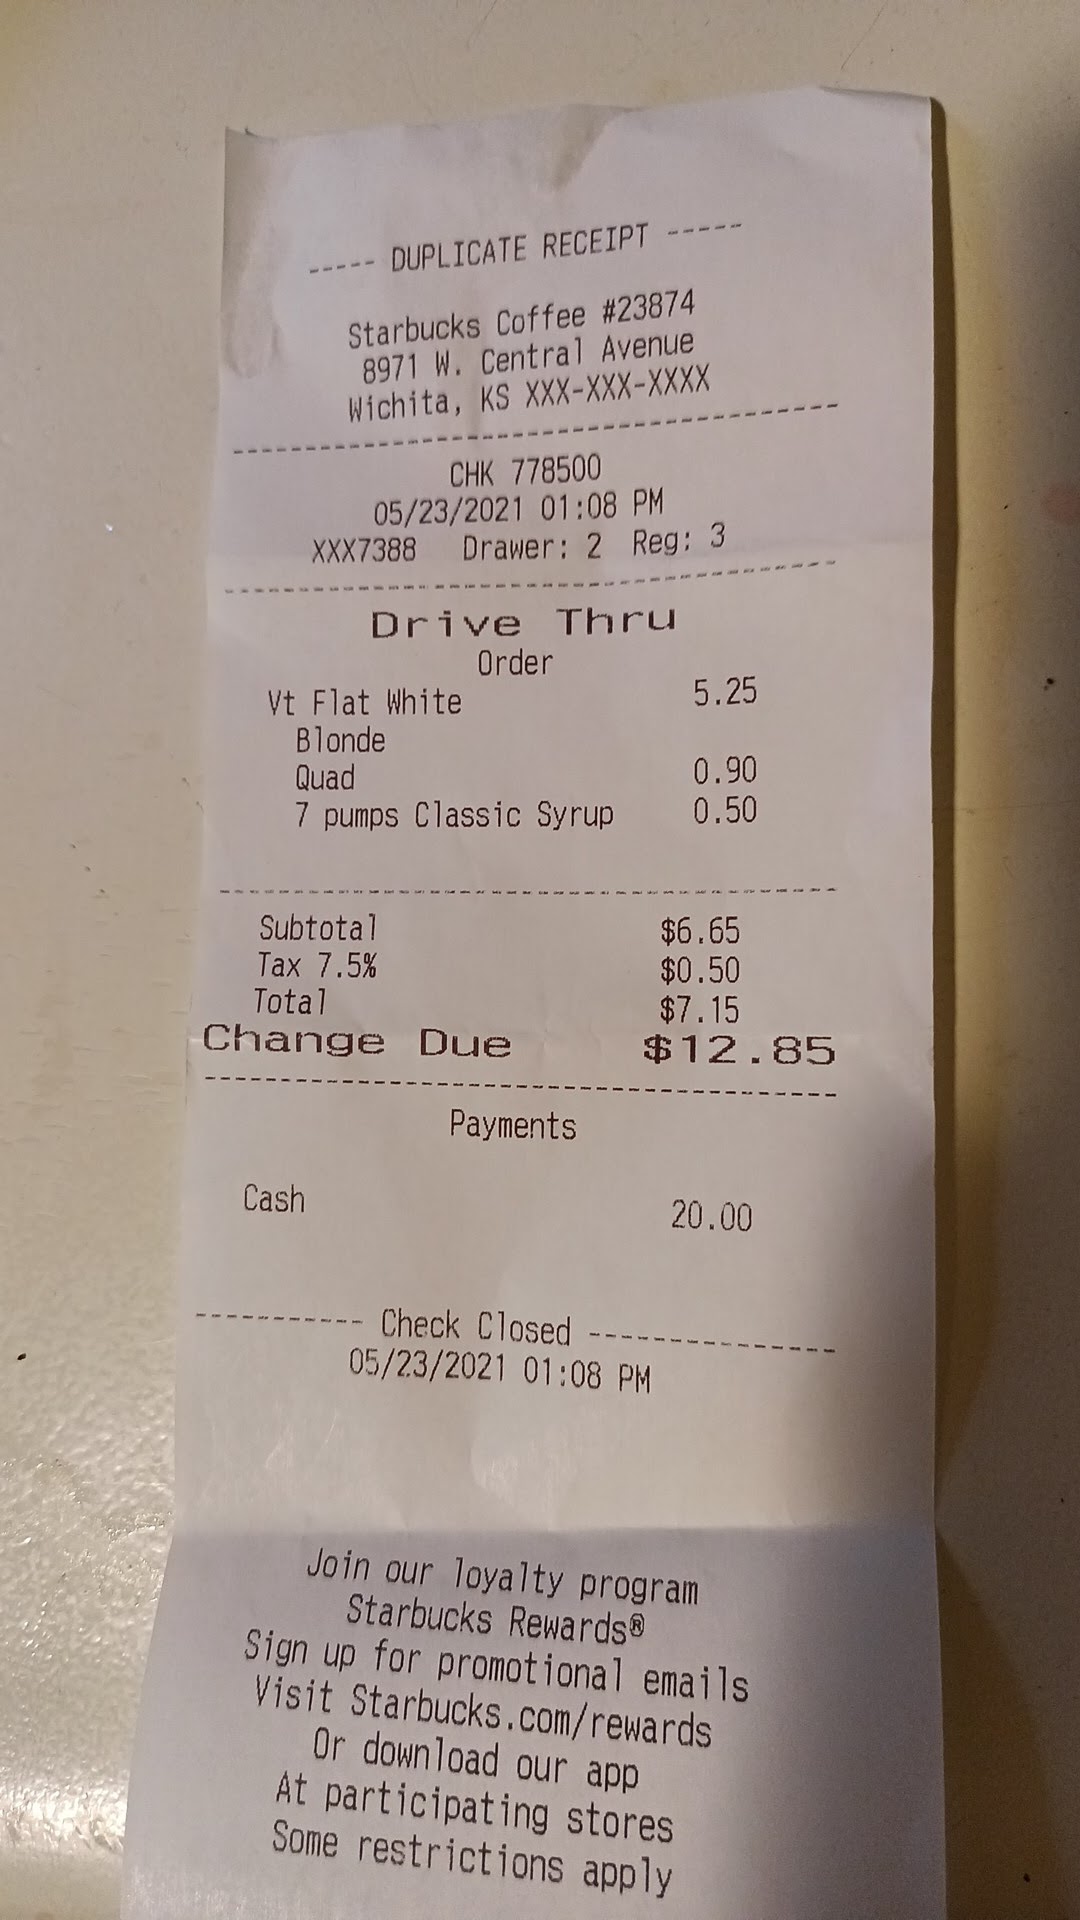 ----- DUPLICATE RECEIPT -----
Starbucks Coffee #23874
8971 W. Central Avenue
Wichita, KS XXX-XXX-XXXX
CHK 778500
05/23/2021 01:08 PM
XXX7388 Drawer: 2 Reg: 3
Drive Thru
Order
Vt Flat White 5.25
Blonde
Quad 0.90
7 pumps Classic Syrup 0.50
Subtotal $6.65
Tax 7.5% $0.50
Total $7.15
Change Due $12.85
Payments
Cash 20.00
----------- Check Closed ---------------
05/23/2021 01:08 PM
Join our loyalty program
Starbucks Rewards®
Sign up for promotional emails
Visit Starbucks.com/rewards
Or download our app
At participating stores
Some restrictions apply